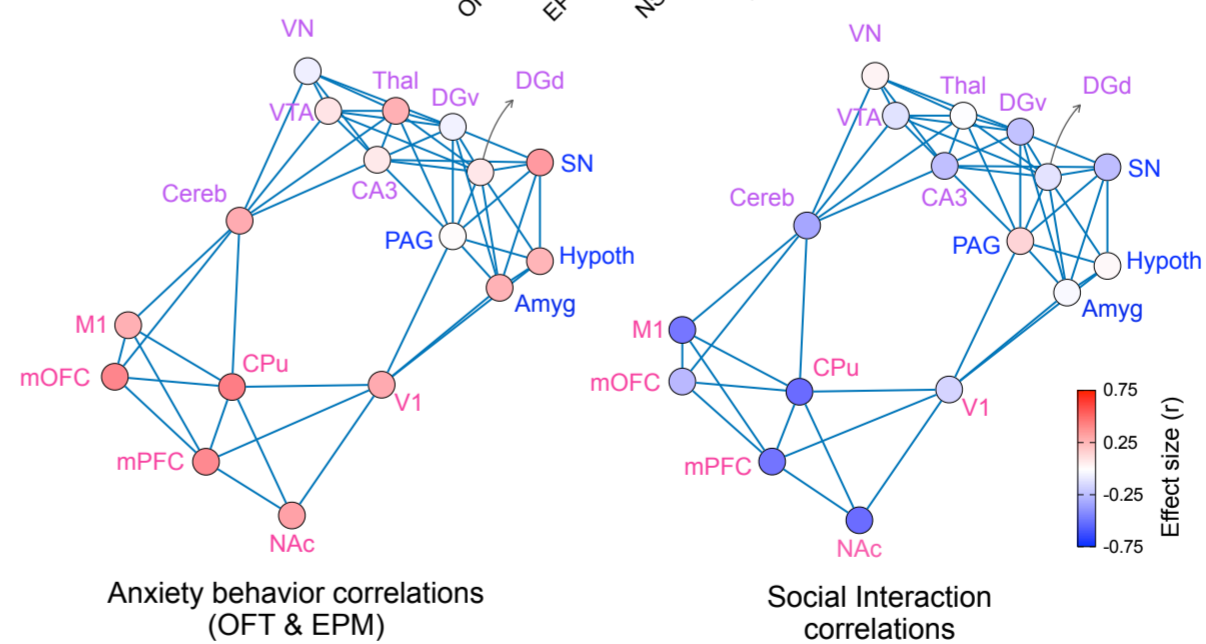 VN
Thal
DGv
DGd
VTA
CA3
SN
Cereb
PAG
Hypoth
Amyg
M1
mOFC
CPu
V1
mPFC
NAc
Anxiety behavior correlations
(OFT & EPM)
VN
Thal
DGv
DGd
VTA
CA3
SN
Cereb
PAG
Hypoth
Amyg
M1
mOFC
CPu
V1
mPFC
NAc
Social Interaction
correlations
0.75
0.25
-0.25
-0.75
Effect size (r)